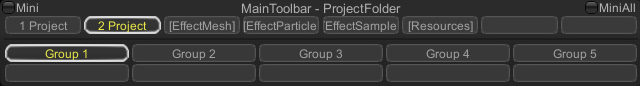 Mini MainToolbar - ProjectFolder MiniAll
1 Project 2 Project [EffectMesh] [EffectParticle [EffectSample [Resources]
Group 1 Group 2 Group 3 Group 4 Group 5